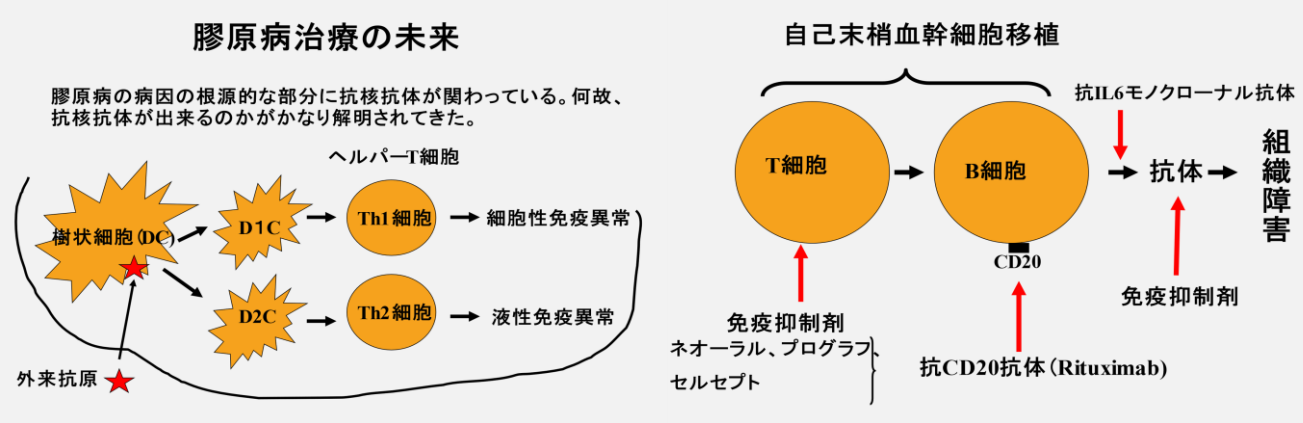 膠原病治療の未来
膠原病の病因の根源的な部分に抗核抗体が関わっている。何故、
抗核抗体が出来るのかがかなり解明されてきた。
ヘルパーT細胞
樹状細胞(DC)
D1C
Th1細胞
細胞性免疫異常
D2C
Th2細胞
液性免疫異常
外来抗原
自己末梢血幹細胞移植
抗IL6モノクローナル抗体
T細胞
B細胞
抗体
組織障害
CD20
免疫抑制剤
免疫抑制剤
ネオーラル、プログラフ、
セルセプト
抗CD20抗体(Rituximab)